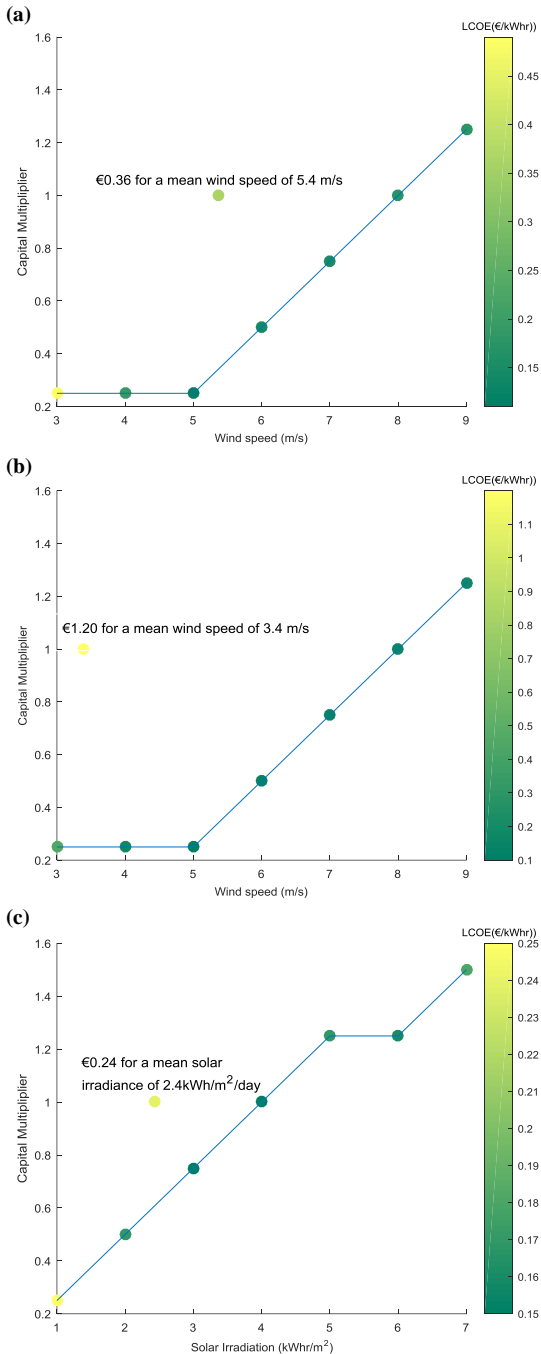 (a)
LCOE(€/kWhr))
1.6
1.4
1.2
1
0.8
0.6
0.4
0.2
Capital Multiplier
€0.36 for a mean wind speed of 5.4 m/s
3 4 5 6 7 8 9
Wind speed (m/s)
0.45
0.4
0.35
0.3
0.25
0.2
0.15
(b)
LCOE(€/kWhr))
1.6
1.4
1.2
1
0.8
0.6
0.4
0.2
Capital Multiplier
€1.20 for a mean wind speed of 3.4 m/s
3 4 5 6 7 8 9
Wind speed (m/s)
1.1
1
0.9
0.8
0.7
0.6
0.5
0.4
0.3
0.2
0.1
(c)
LCOE(€/kWhr))
1.6
1.4
1.2
1
0.8
0.6
0.4
0.2
Capital Multiplier
€0.24 for a mean solar
irradiance of 2.4kWh/m²/day
1 2 3 4 5 6 7
Solar Irradiation (kWhr/m²)
0.25
0.24
0.23
0.22
0.21
0.2
0.19
0.18
0.17
0.16
0.15